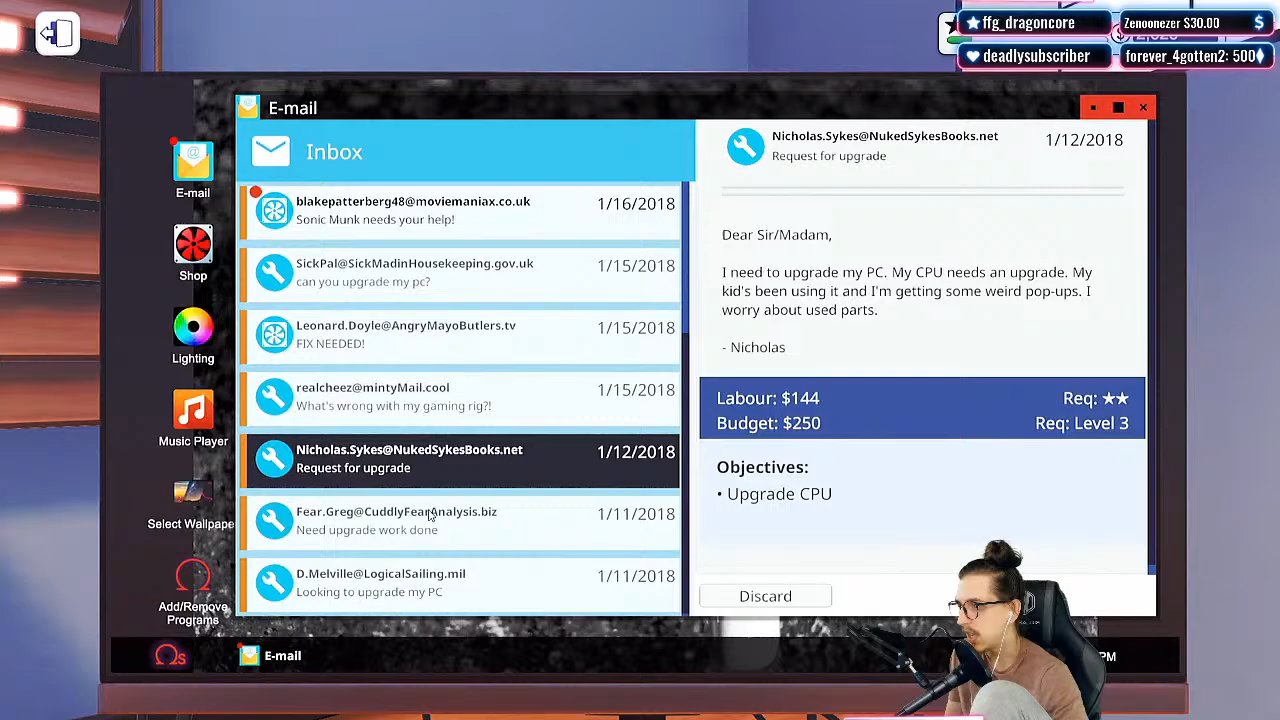 ffg_dragoncore
Zenoonezer $30.00
$
deadlysubscriber
forever_4gotten2: 500
E-mail
Inbox
blakepatterberg48@moviemaniax.co.uk
1/16/2018
Sonic Munk needs your help!
SickPal@SickMadinHousekeeping.gov.uk
1/15/2018
can you upgrade my pc?
Leonard.Doyle@AngryMayoButlers.tv
1/15/2018
FIX NEEDED!
realcheez@mintyMail.cool
1/15/2018
What's wrong with my gaming rig?!
Nicholas.Sykes@NukedSykesBooks.net
1/12/2018
Request for upgrade
Fear.Greg@CuddlyFearAnalysis.biz
1/11/2018
Need upgrade work done
D.Melville@LogicalSailing.mil
1/11/2018
Looking to upgrade my PC
Nicholas.Sykes@NukedSykesBooks.net
1/12/2018
Request for upgrade
Dear Sir/Madam,
I need to upgrade my PC. My CPU needs an upgrade. My
kid's been using it and I'm getting some weird pop-ups. I
worry about used parts.
- Nicholas
Labour: $144
Req: ★★
Budget: $250
Req: Level 3
Objectives:
• Upgrade CPU
Discard
E-mail
Shop
Lighting
Music Player
Select Wallpape
Add/Remove
Programs
Ωs
E-mail
PM